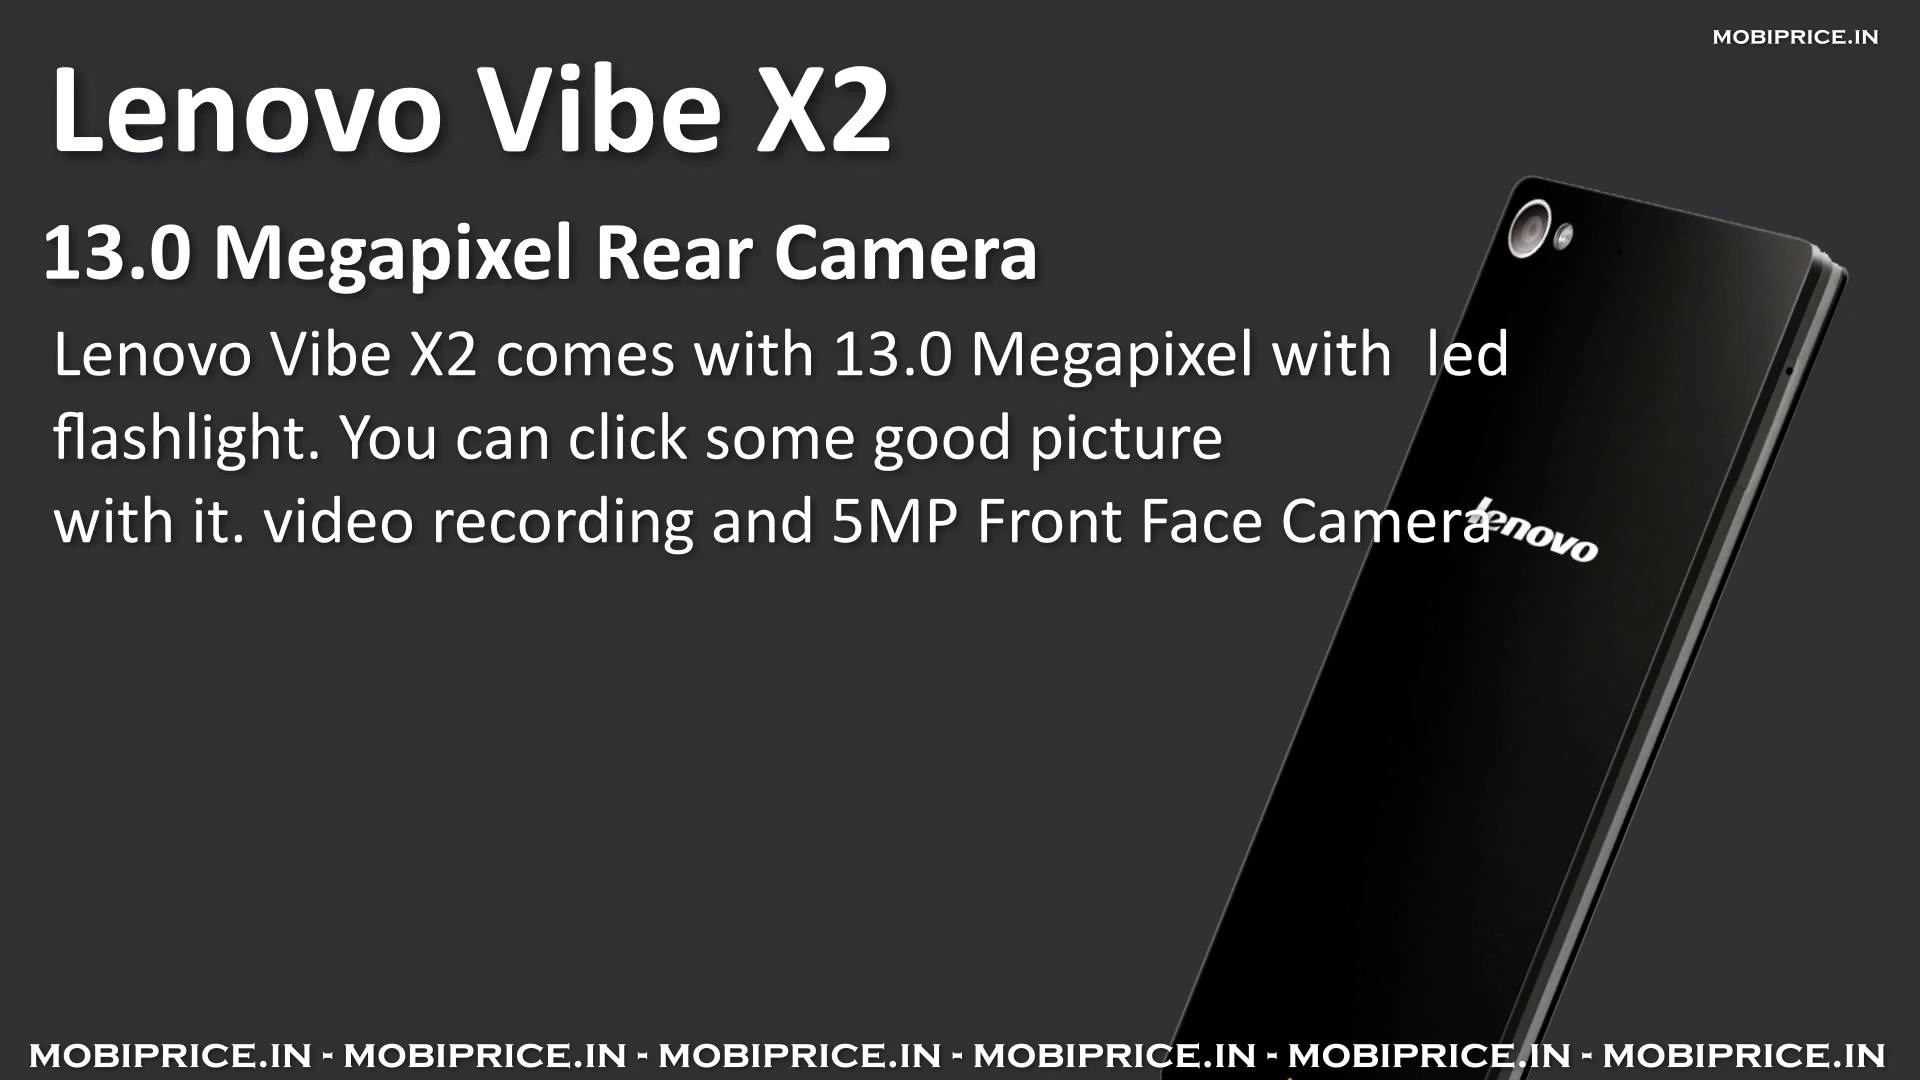 MOBIPRICE.IN
Lenovo Vibe X2
13.0 Megapixel Rear Camera
Lenovo Vibe X2 comes with 13.0 Megapixel with led
flashlight. You can click some good picture
with it. video recording and 5MP Front Face Camera
lenovo
MOBIPRICE.IN - MOBIPRICE.IN - MOBIPRICE.IN - MOBIPRICE.IN - MOBIPRICE.IN - MOBIPRICE.IN